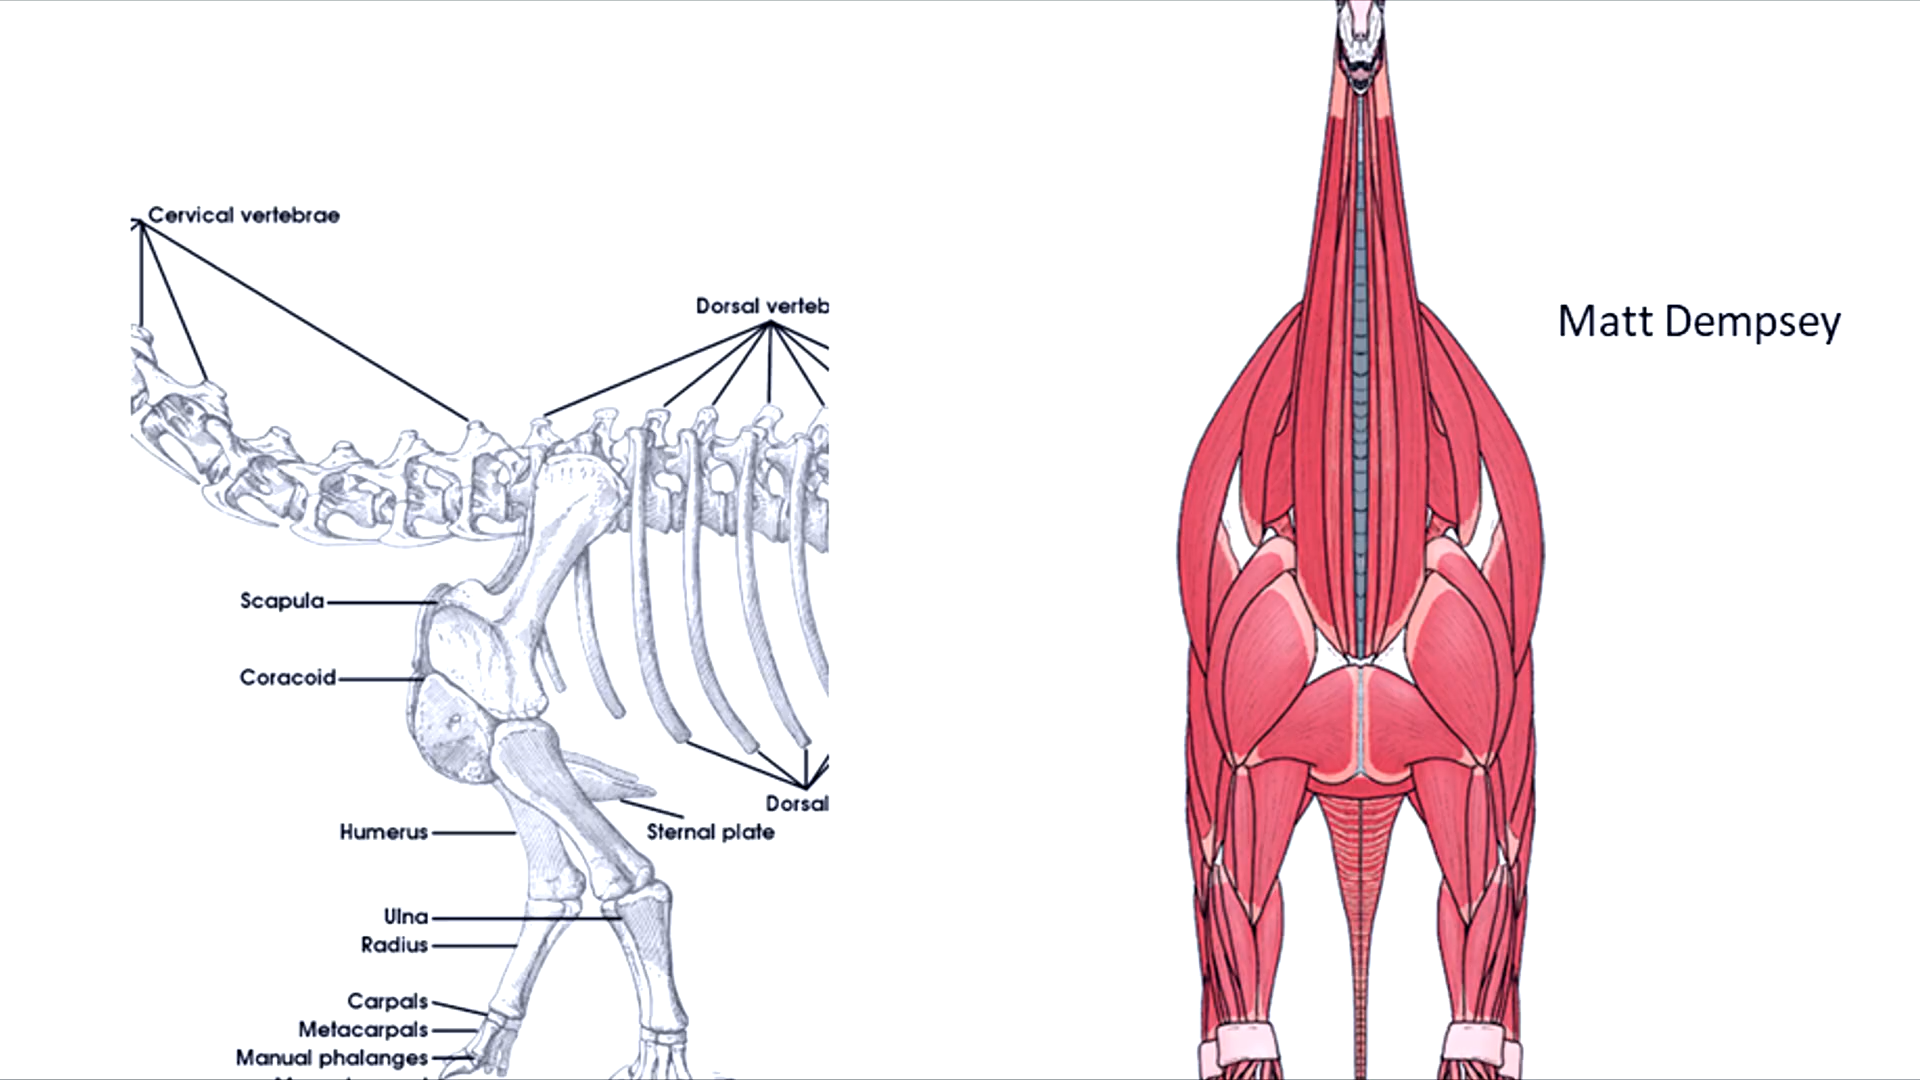 Cervical vertebrae
Dorsal verteb
Matt Dempsey
Scapula
Coracoid
Dorsal
Humerus
Sternal plate
Ulna
Radius
Carpals
Metacarpals
Manual phalanges